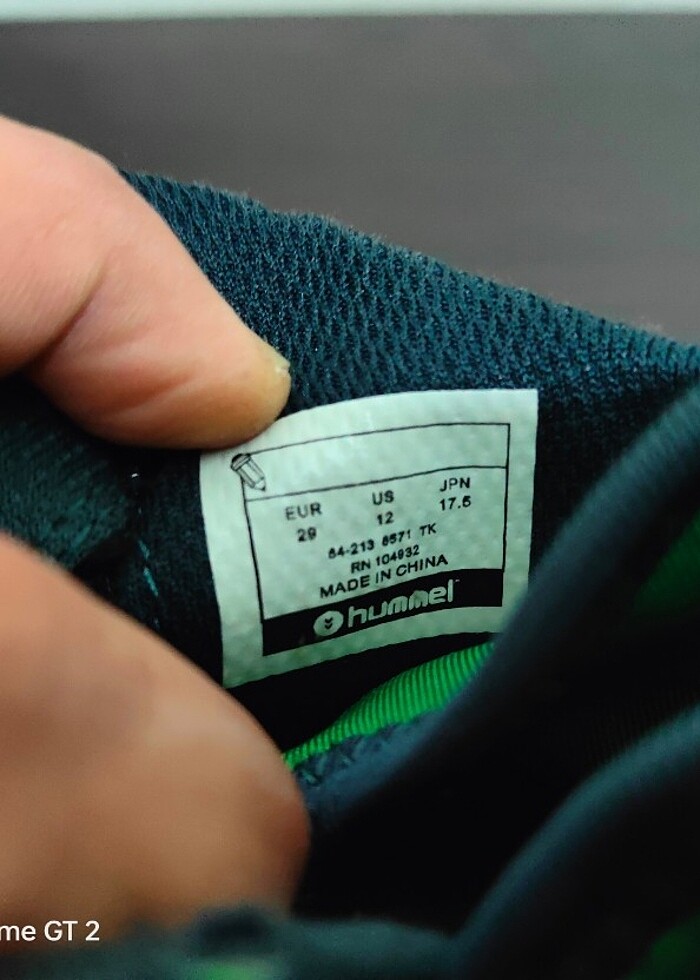 EUR US JPN
29 12 17.5
64-213 8571 TK
RN 104932
MADE IN CHINA
hummel
me GT 2